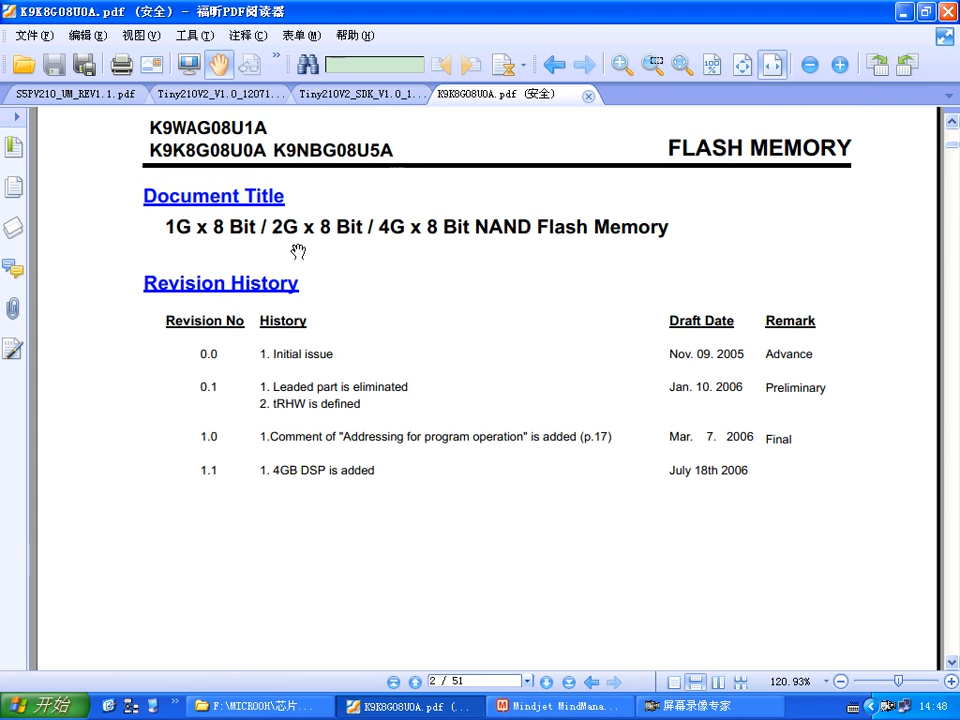 K9K8G08U0A.pdf (安全) - 福昕PDF阅读器
文件(F) 编辑(E) 视图(V) 工具(T) 注释(C) 表单(M) 帮助(H)
S5PV210_UM_REV1.1.pdf Tiny210V2_V1.0_12071... Tiny210V2_SDK_V1.0_1... K9K8G08U0A.pdf (安全)
K9WAG08U1A
K9K8G08U0A K9NBG08U5A
FLASH MEMORY
Document Title
1G x 8 Bit / 2G x 8 Bit / 4G x 8 Bit NAND Flash Memory
Revision History
Revision No History Draft Date Remark
0.0 1. Initial issue Nov. 09. 2005 Advance
0.1 1. Leaded part is eliminated Jan. 10. 2006 Preliminary
2. tRHW is defined
1.0 1.Comment of "Addressing for program operation" is added (p.17) Mar. 7. 2006 Final
1.1 1. 4GB DSP is added July 18th 2006
2 / 51 120.93%
开始 F:\MICROOH\芯片... K9K8G08U0A.pdf (... Mindjet MindMana... 屏幕录像专家 14:48